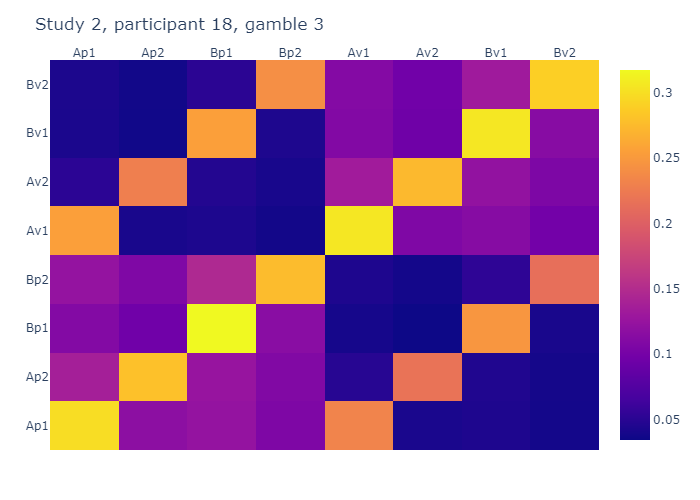 Study 2, participant 18, gamble 3
Ap1 Ap2 Bp1 Bp2 Av1 Av2 Bv1 Bv2
Bv2
Bv1
Av2
Av1
Bp2
Bp1
Ap2
Ap1
0.3
0.25
0.2
0.15
0.1
0.05